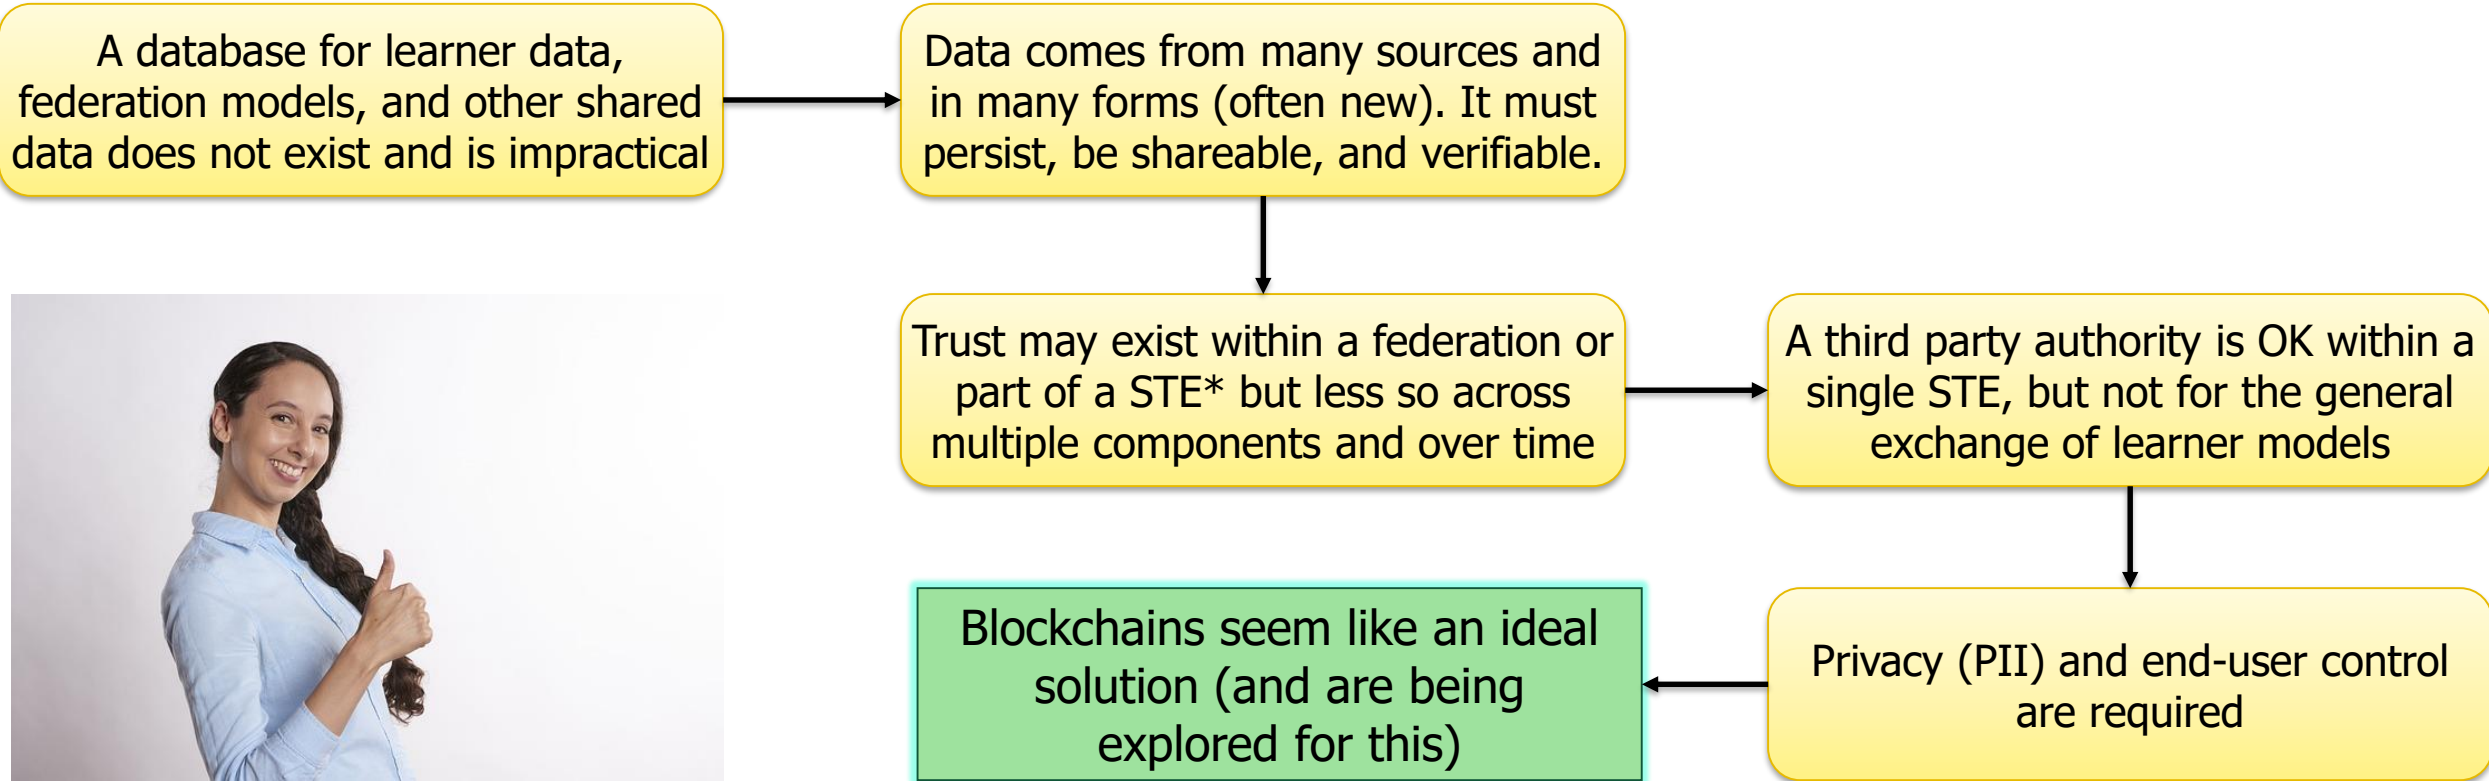 A database for learner data,
federation models, and other shared
data does not exist and is impractical
Data comes from many sources and
in many forms (often new). It must
persist, be shareable, and verifiable.
Trust may exist within a federation or
part of a STE* but less so across
multiple components and over time
A third party authority is OK within a
single STE, but not for the general
exchange of learner models
Privacy (PII) and end-user control
are required
Blockchains seem like an ideal
solution (and are being
explored for this)